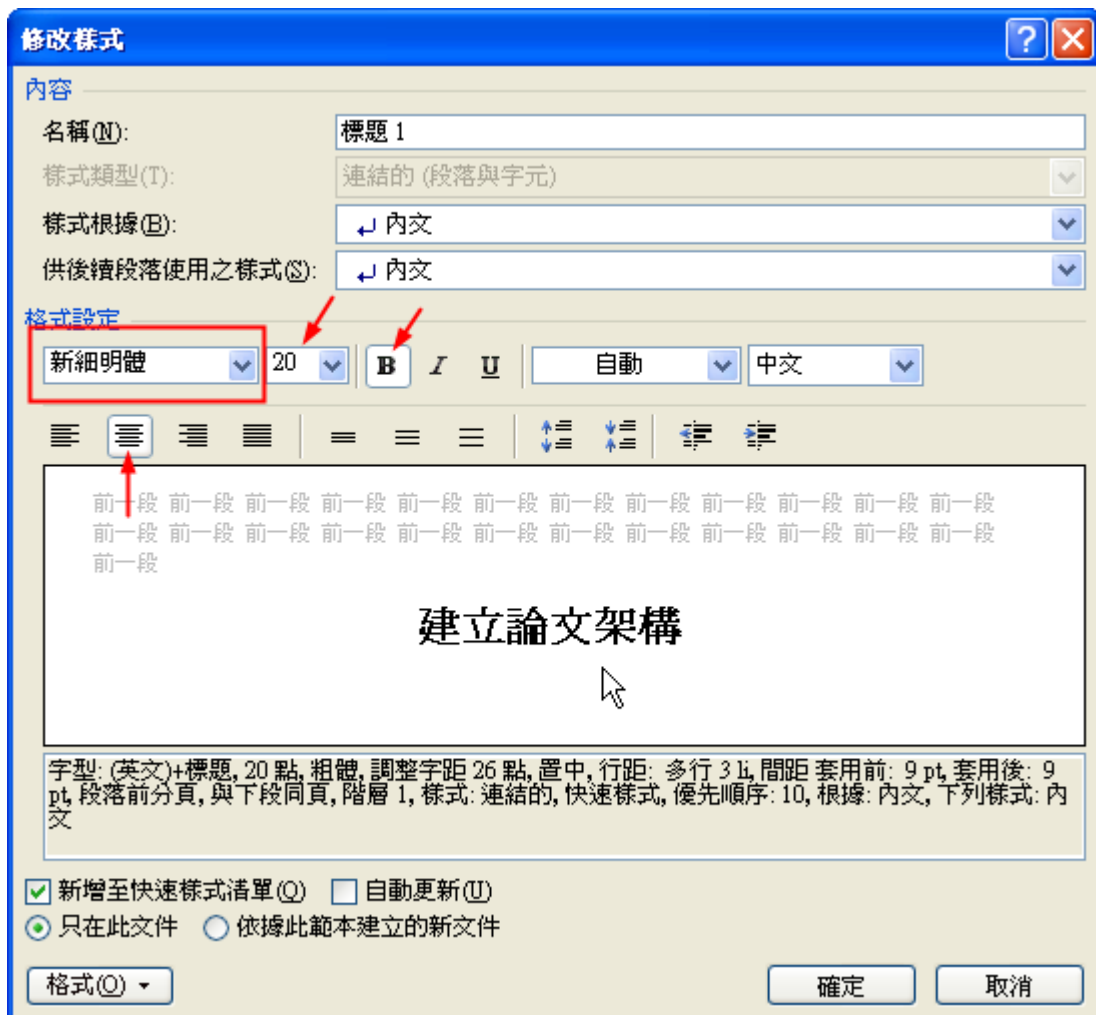 修改樣式
內容
名稱(N): 標題 1
樣式類型(T): 連結的 (段落與字元)
樣式根據(B): 內文
供後續段落使用之樣式(S): 內文
格式設定
新細明體 20 B I U 自動 中文
前一段 前一段 前一段 前一段 前一段 前一段 前一段 前一段 前一段 前一段 前一段 前一段
前一段 前一段 前一段 前一段 前一段 前一段 前一段 前一段 前一段 前一段 前一段 前一段
前一段
建立論文架構
字型: (英文)+標題, 20 點, 粗體, 調整字距 26 點, 置中, 行距: 多行 3 li, 間距 套用前: 9 pt, 套用後: 9
pt, 段落前分頁, 與下段同頁, 階層 1, 樣式: 連結的, 快速樣式, 優先順序: 10, 根據: 內文, 下列樣式: 內
文
新增至快速樣式清單(Q) 自動更新(U)
只在此文件 依據此範本建立的新文件
格式(O) 確定 取消